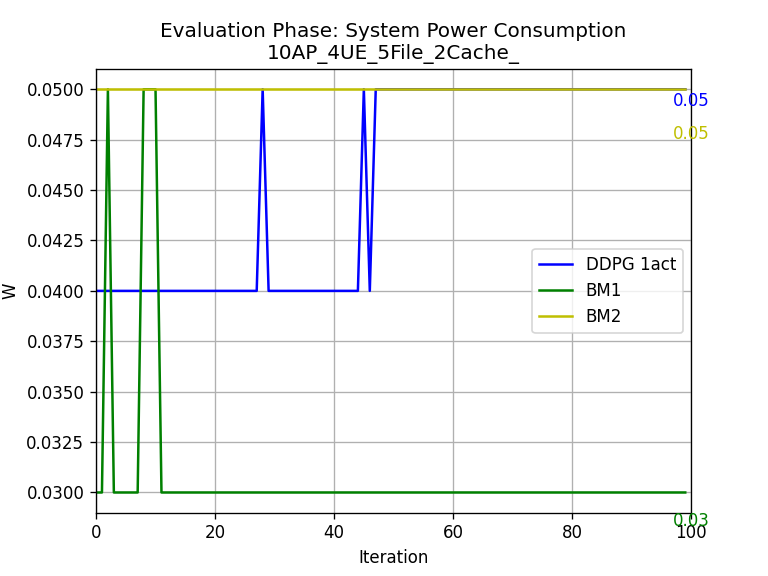 Evaluation Phase: System Power Consumption
10AP_4UE_5File_2Cache_
0.0500
0.0475
0.0450
0.0425
0.0400
0.0375
0.0350
0.0325
0.0300
W
0.05
0.05
DDPG 1act
BM1
BM2
0.03
0 20 40 60 80 100
Iteration